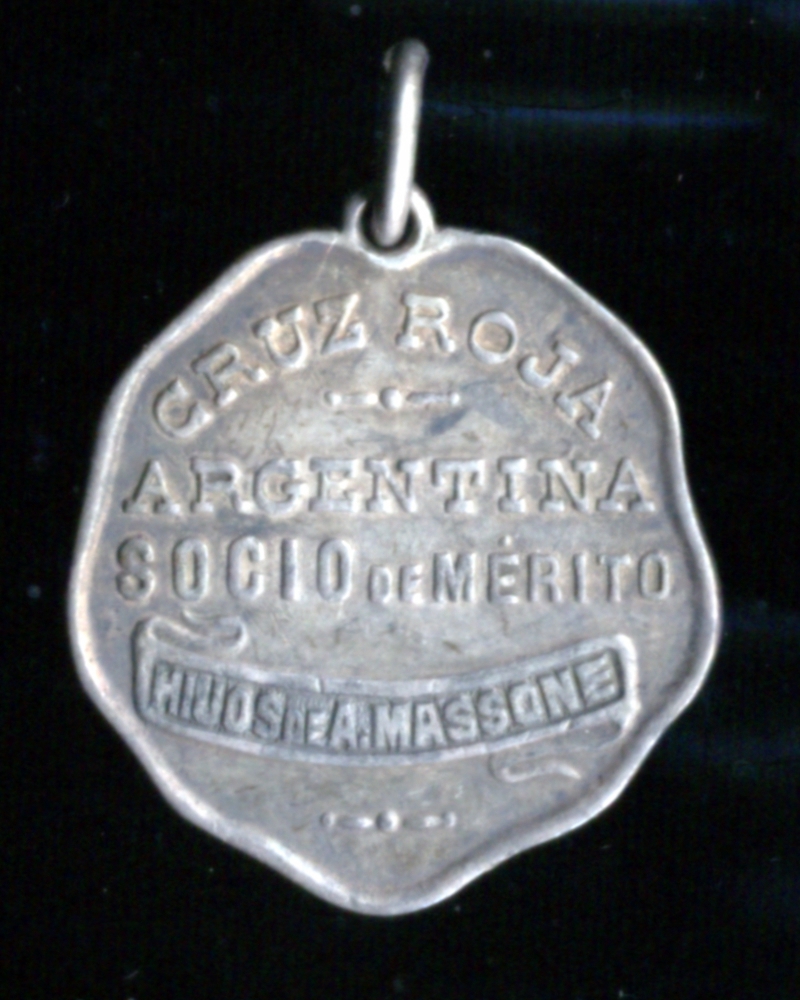 CRUZ ROJA
ARGENTINA
SOCIO DE MÉRITO
HIJOS DE A. MASSONE